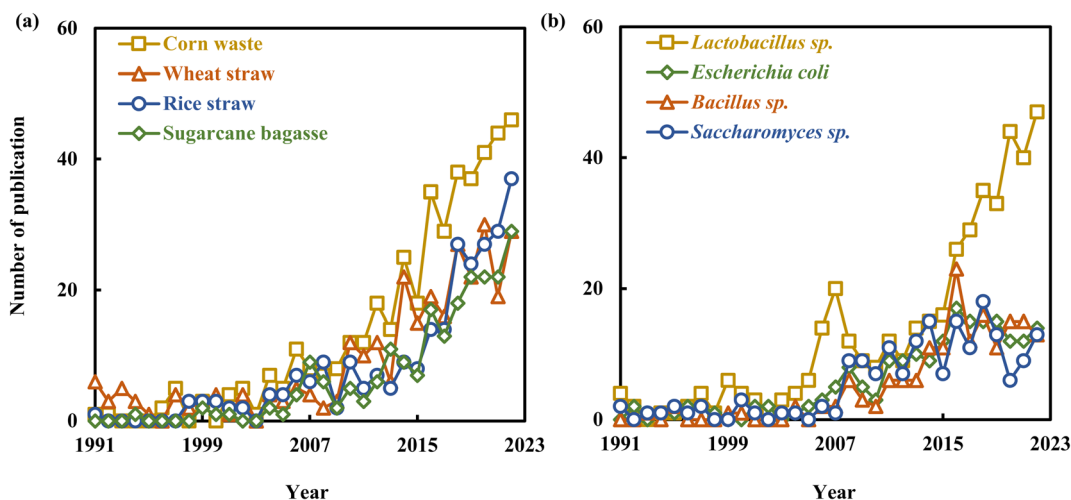 (a)
60
40
20
0
Number of publication
Corn waste
Wheat straw
Rice straw
Sugarcane bagasse
1991 1999 2007 2015 2023
Year
(b)
60
40
20
0
Lactobacillus sp.
Escherichia coli
Bacillus sp.
Saccharomyces sp.
1991 1999 2007 2015 2023
Year